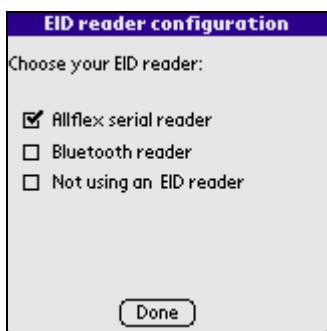 EID reader configuration
Choose your EID reader:
Allflex serial reader
Bluetooth reader
Not using an EID reader
Done